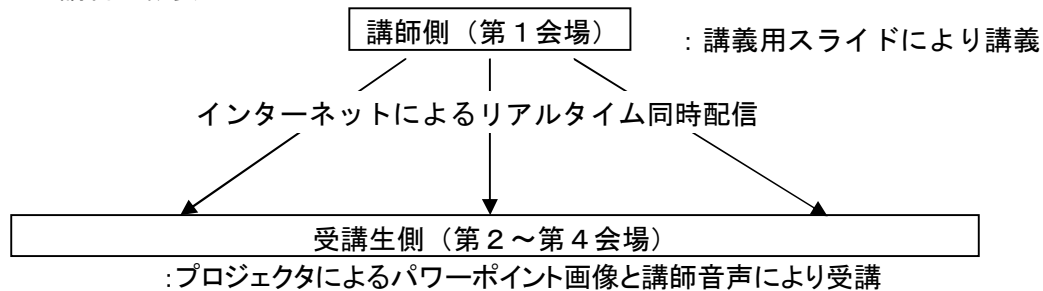 講師側（第１会場）
：講義用スライドにより講義
インターネットによるリアルタイム同時配信
受講生側（第２～第４会場）
：プロジェクタによるパワーポイント画像と講師音声により受講